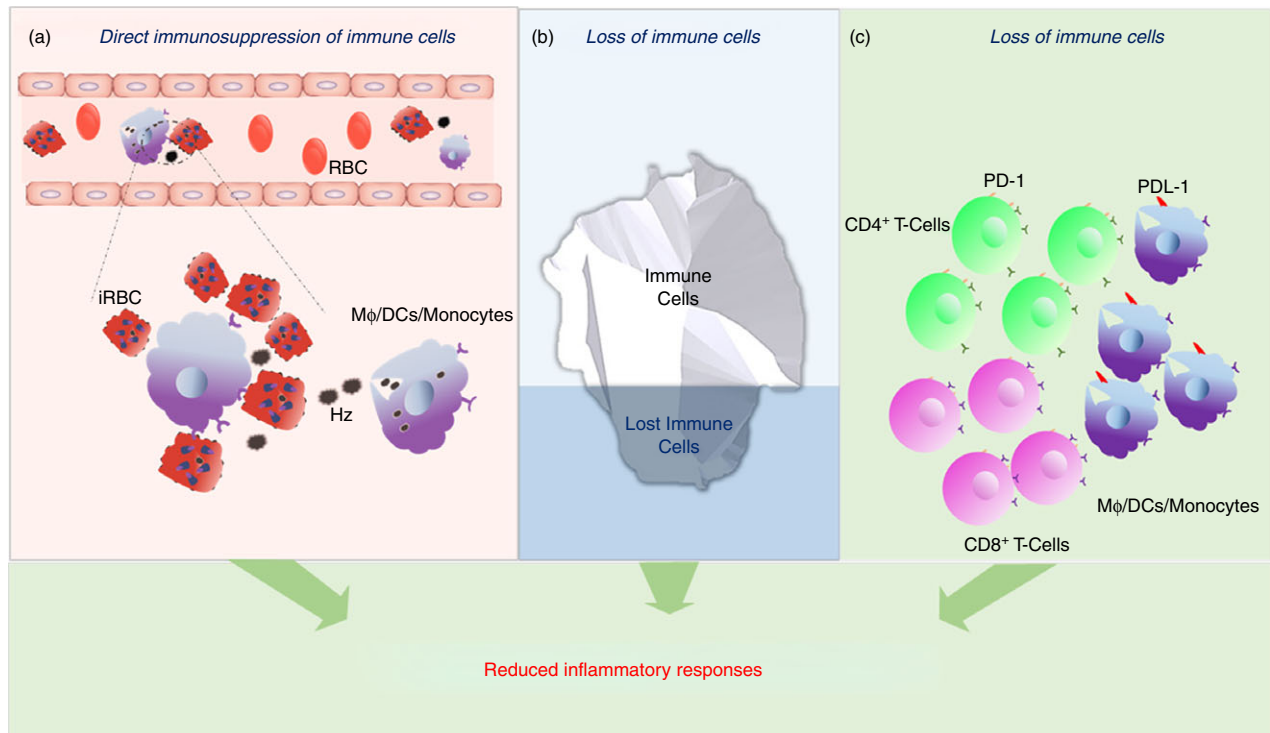 (a) Direct immunosuppression of immune cells
RBC
iRBC
Mϕ/DCs/Monocytes
Hz
(b) Loss of immune cells
Immune
Cells
Lost Immune
Cells
(c) Loss of immune cells
PD-1
PDL-1
CD4⁺ T-Cells
Mϕ/DCs/Monocytes
CD8⁺ T-Cells
Reduced inflammatory responses